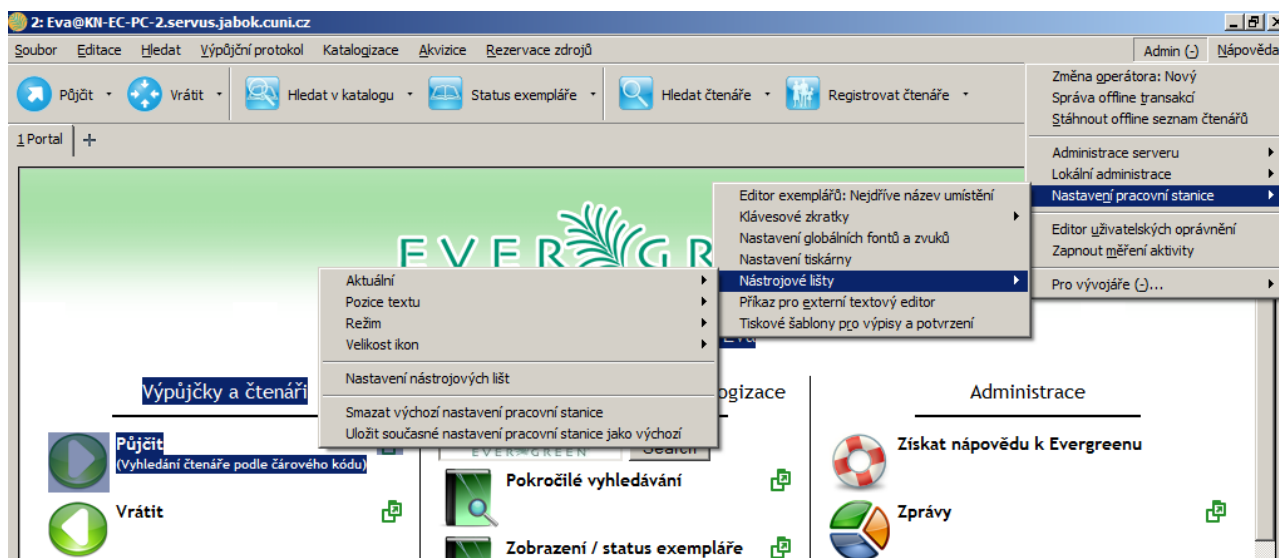 2: Eva@KN-EC-PC-2.servus.jabok.cuni.cz
Soubor Editace Hledat Výpůjční protokol Katalogizace Akvizice Rezervace zdrojů Admin (-) Nápověda
Půjčit Vrátit Hledat v katalogu Status exempláře Hledat čtenáře Registrovat čtenáře
Změna operátora: Nový
Správa offline transakcí
Stáhnout offline seznam čtenářů
Administrace serveru
Lokální administrace
Nastavení pracovní stanice
Editor uživatelských oprávnění
Zapnout měření aktivity
Pro vývojáře (-)...
1 Portal
Editor exemplářů: Nejdříve název umístění
Klávesové zkratky
Nastavení globálních fontů a zvuků
Nastavení tiskárny
Nástrojové lišty
Příkaz pro externí textový editor
Tiskové šablony pro výpisy a potvrzení
EVERG
Aktuální
Pozice textu
Režim
Velikost ikon
Nastavení nástrojových lišt
Smazat výchozí nastavení pracovní stanice
Uložit současné nastavení pracovní stanice jako výchozí
Výpůjčky a čtenáři
Půjčit
(Vyhledání čtenáře podle čárového kódu)
Vrátit
ogizace
EVERGREEN Search
Pokročilé vyhledávání
Zobrazení / status exempláře
Administrace
Získat nápovědu k Evergreenu
Zprávy